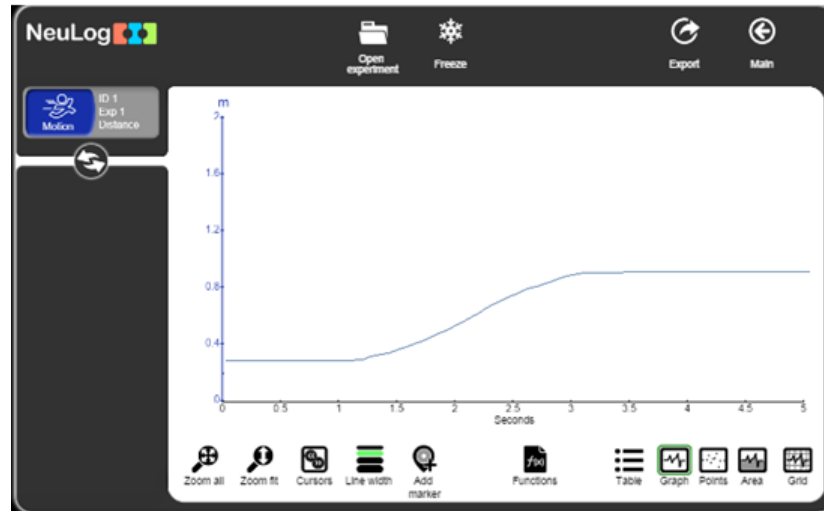 NeuLog
Open
experiment
Freeze
Export
Main
Motion
ID 1
Exp 1
Distance
m
2
1.6
1.2
0.8
0.4
0
0 0.5 1 1.5 2 2.5 3 3.5 4 4.5 5
Seconds
Zoom all
Zoom fit
Cursors
Line width
Add
marker
f(x)
Functions
Table
Graph
Points
Area
Grid